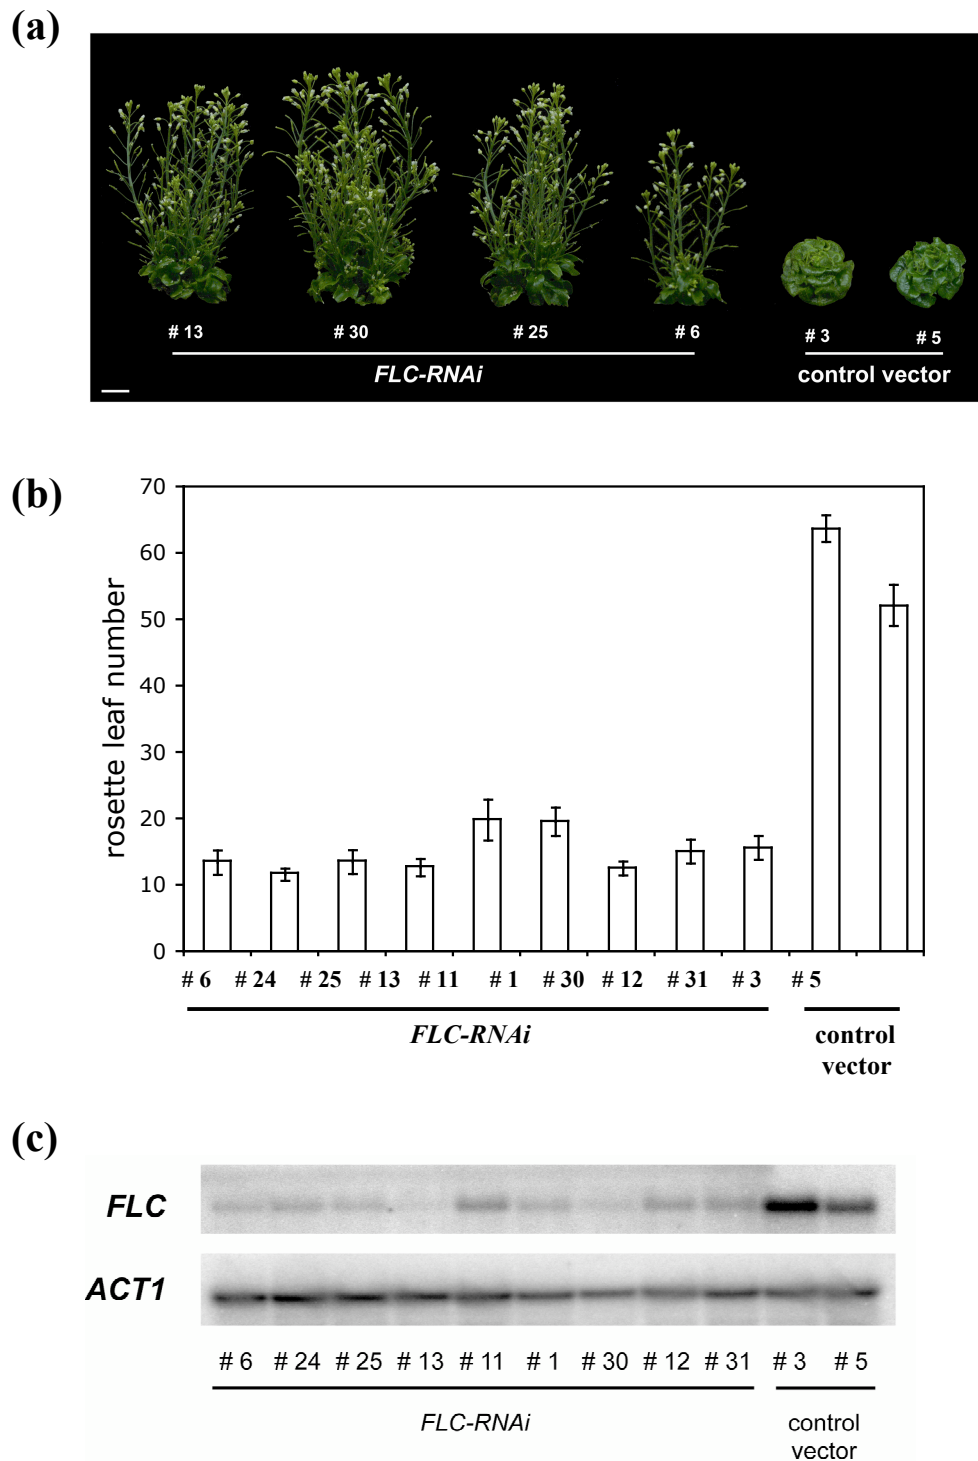 (a)
# 13 # 30 # 25 # 6 # 3 # 5
FLC-RNAi control vector
(b)
rosette leaf number
70
60
50
40
30
20
10
0
# 6 # 24 # 25 # 13 # 11 # 1 # 30 # 12 # 31 # 3 # 5
FLC-RNAi control
vector
(c)
FLC
ACT1
# 6 # 24 # 25 # 13 # 11 # 1 # 30 # 12 # 31 # 3 # 5
FLC-RNAi control
vector